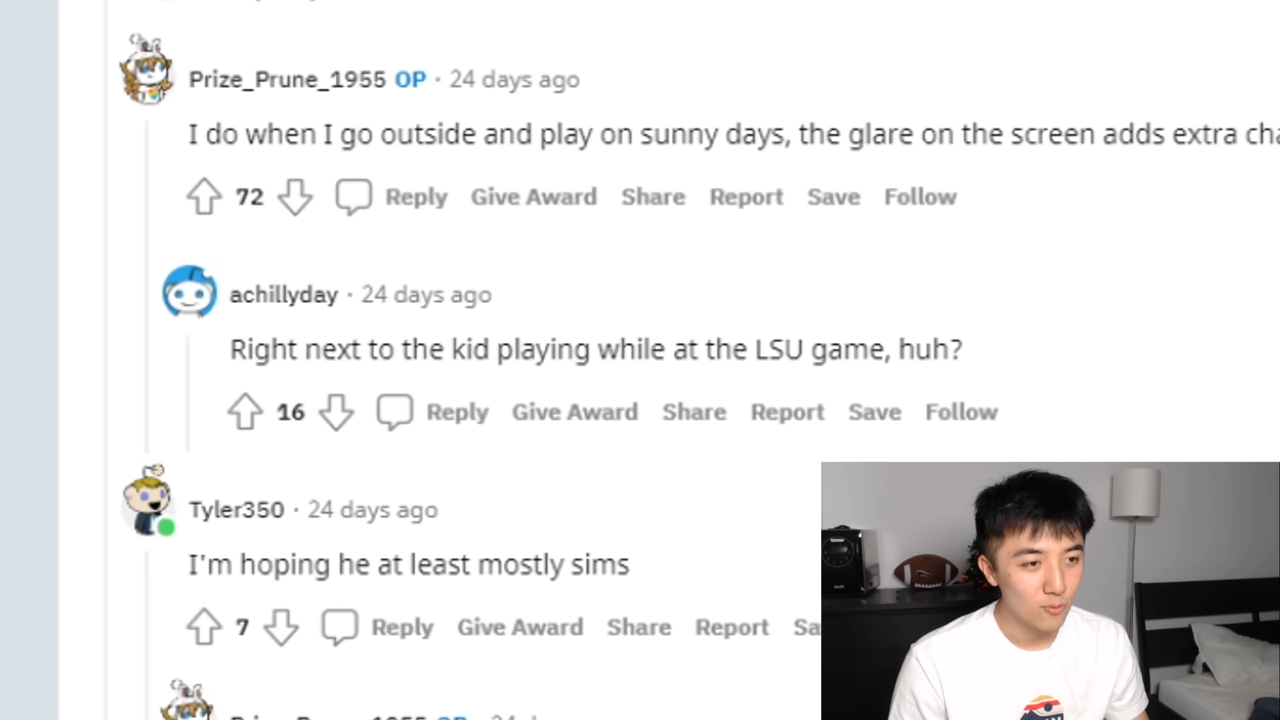 Prize_Prune_1955 OP · 24 days ago
I do when I go outside and play on sunny days, the glare on the screen adds extra
72 Reply Give Award Share Report Save Follow
achillyday · 24 days ago
Right next to the kid playing while at the LSU game, huh?
16 Reply Give Award Share Report Save Follow
Tyler350 · 24 days ago
I'm hoping he at least mostly sims
7 Reply Give Award Share Report